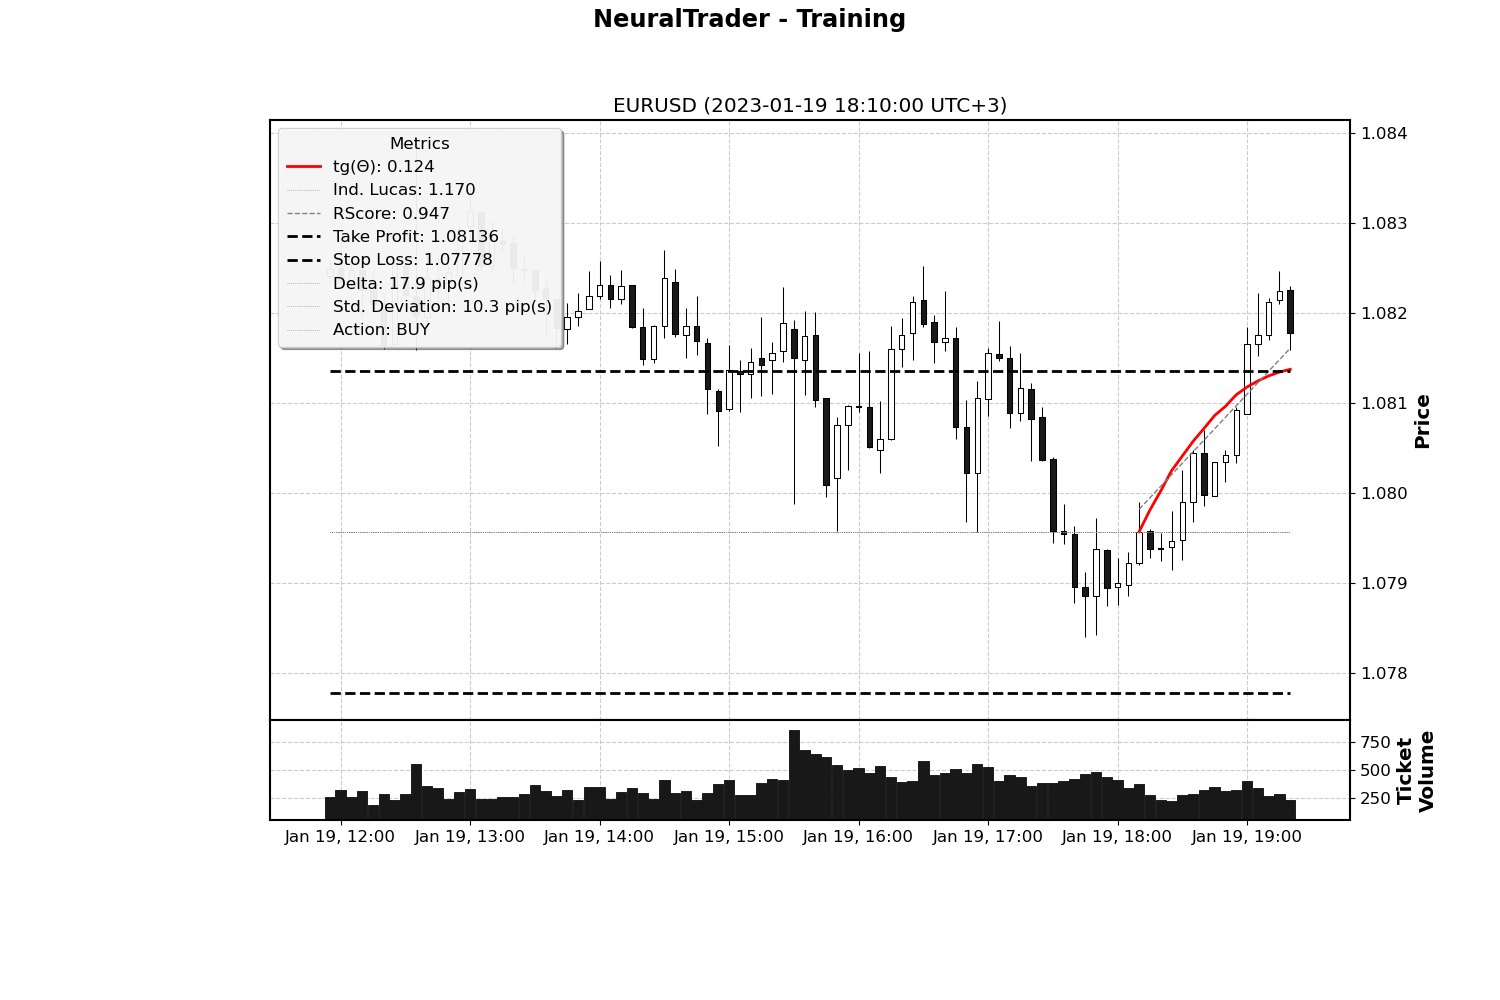 NeuralTrader - Training
EURUSD (2023-01-19 18:10:00 UTC+3)
Metrics
tg(Θ): 0.124
Ind. Lucas: 1.170
RScore: 0.947
Take Profit: 1.08136
Stop Loss: 1.07778
Delta: 17.9 pip(s)
Std. Deviation: 10.3 pip(s)
Action: BUY
1.084
1.083
1.082
1.081
1.080
1.079
1.078
Price
750
500
250
Ticket
Volume
Jan 19, 12:00
Jan 19, 13:00
Jan 19, 14:00
Jan 19, 15:00
Jan 19, 16:00
Jan 19, 17:00
Jan 19, 18:00
Jan 19, 19:00